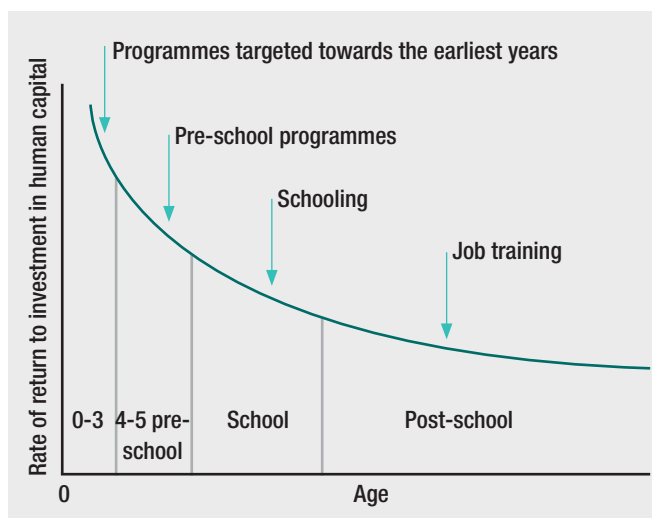 Programmes targeted towards the earliest years
Pre-school programmes
Schooling
Job training
Rate of return to investment in human capital
0-3
4-5 pre-
school
School
Post-school
0
Age